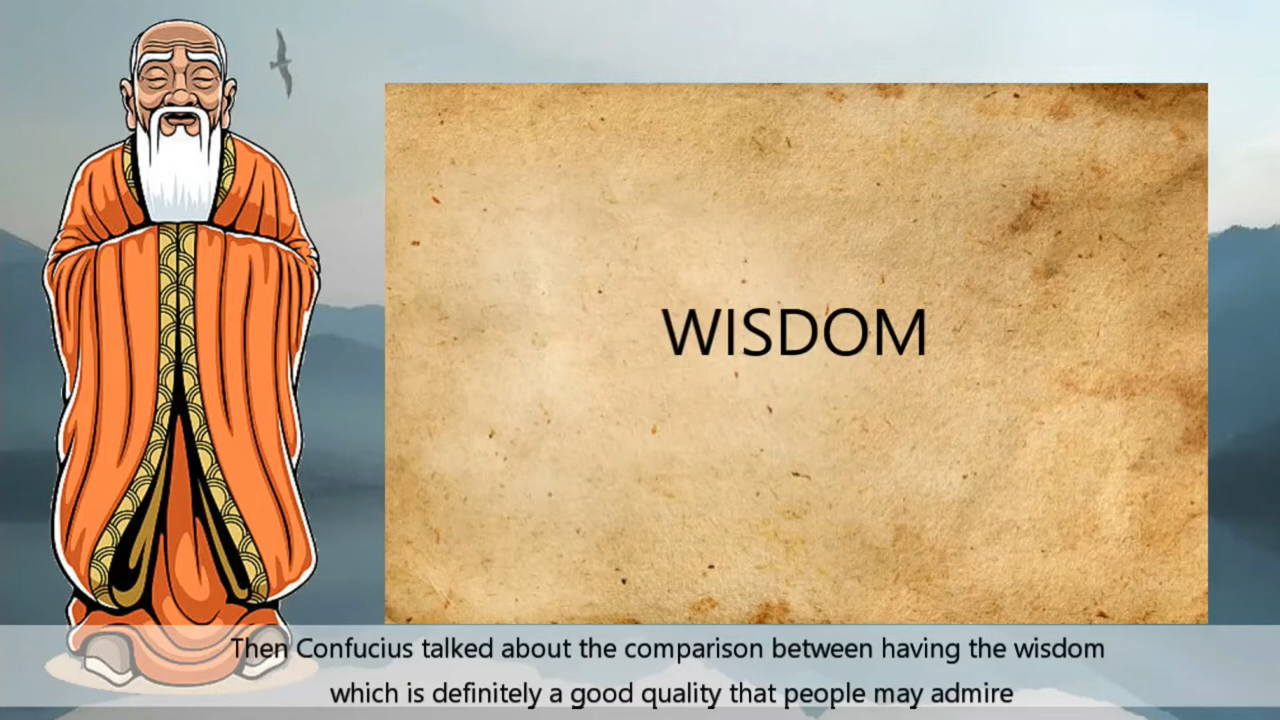 WISDOM
Then Confucius talked about the comparison between having the wisdom
which is definitely a good quality that people may admire